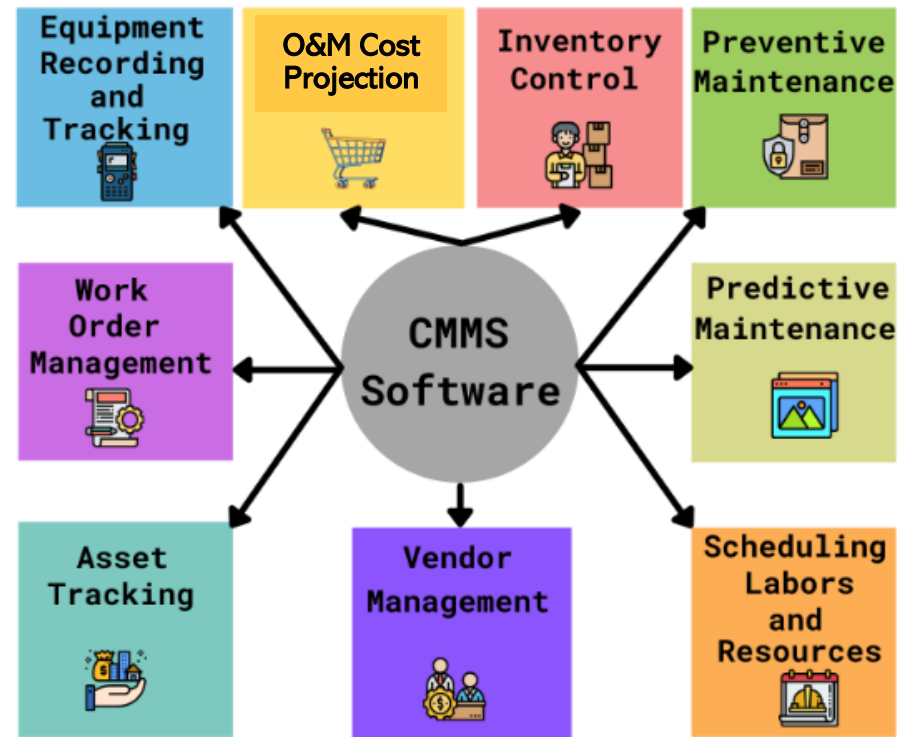 Equipment
Recording
and
Tracking
O&M Cost
Projection
Inventory
Control
Preventive
Maintenance
Work
Order
Management
CMMS
Software
Predictive
Maintenance
Asset
Tracking
Vendor
Management
Scheduling
Labors
and
Resources